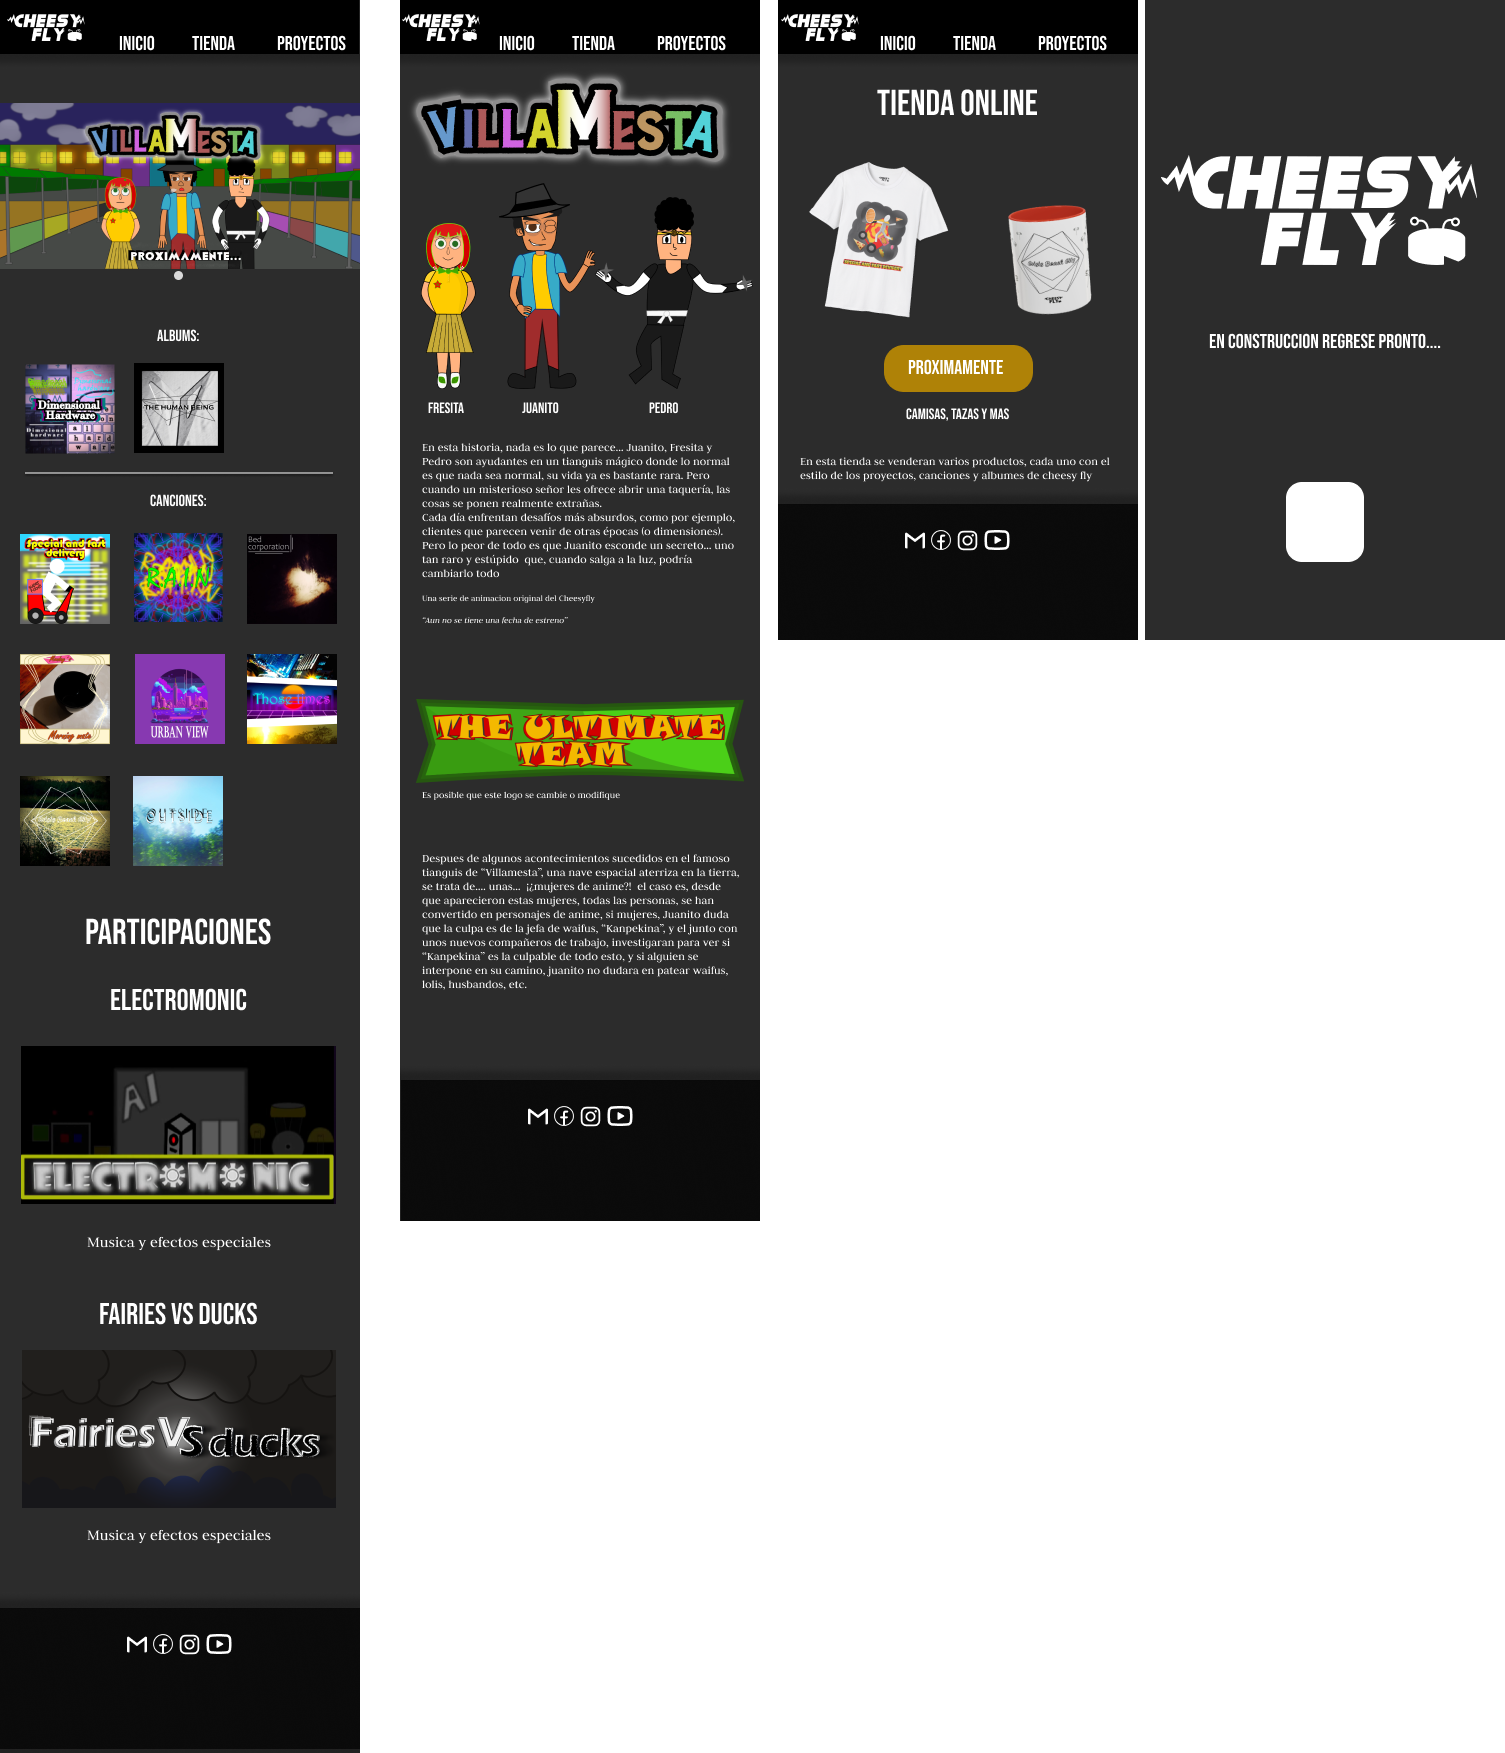 CHEESY
FLY
INICIO TIENDA PROYECTOS
VILLAMESTA
PROXIMAMENTE...
ALBUMS:
Dimensional
Hardware
Dimesional
hardware
THE HUMAN BEING
CANCIONES:
Special and fast
delivery
RAIN
Bed
corporation
Morning
URBAN VIEW
Those times
OUTSIDE
PARTICIPACIONES
ELECTROMONIC
AI
ELECTROMONIC
Musica y efectos especiales
FAIRIES VS DUCKS
Fairies Vs ducks
Musica y efectos especiales
CHEESY
FLY
INICIO TIENDA PROYECTOS
VILLAMESTA
FRESITA JUANITO PEDRO
En esta historia, nada es lo que parece... Juanito, Fresita y
Pedro son ayudantes en un tianguis mágico donde lo normal
es que nada sea normal, su vida ya es bastante rara. Pero
cuando un misterioso señor les ofrece abrir una taquería, las
cosas se ponen realmente extrañas.
Cada día enfrentan desafíos más absurdos, como por ejemplo,
clientes que parecen venir de otras épocas (o dimensiones).
Pero lo peor de todo es que Juanito esconde un secreto... uno
tan raro y estúpido que, cuando salga a la luz, podría
cambiarlo todo
Una serie de animacion original del Cheesyfly
"Aun no se tiene una fecha de estreno"
THE ULTIMATE
TEAM
Es posible que este logo se cambie o modifique
Despues de algunos acontecimientos sucedidos en el famoso
tianguis de "Villamesta", una nave espacial aterriza en la tierra,
se trata de.... unas... ¡¿mujeres de anime?! el caso es, desde
que aparecieron estas mujeres, todas las personas, se han
convertido en personajes de anime, si mujeres, Juanito duda
que la culpa es de la jefa de waifus, "Kanpekina", y el junto con
unos nuevos compañeros de trabajo, investigaran para ver si
"Kanpekina" es la culpable de todo esto, y si alguien se
interpone en su camino, juanito no dudara en patear waifus,
lolis, husbandos, etc.
CHEESY
FLY
INICIO TIENDA PROYECTOS
TIENDA ONLINE
PROXIMAMENTE
CAMISAS, TAZAS Y MAS
En esta tienda se venderan varios productos, cada uno con el
estilo de los proyectos, canciones y albumes de cheesy fly
CHEESY
FLY
EN CONSTRUCCION REGRESE PRONTO....